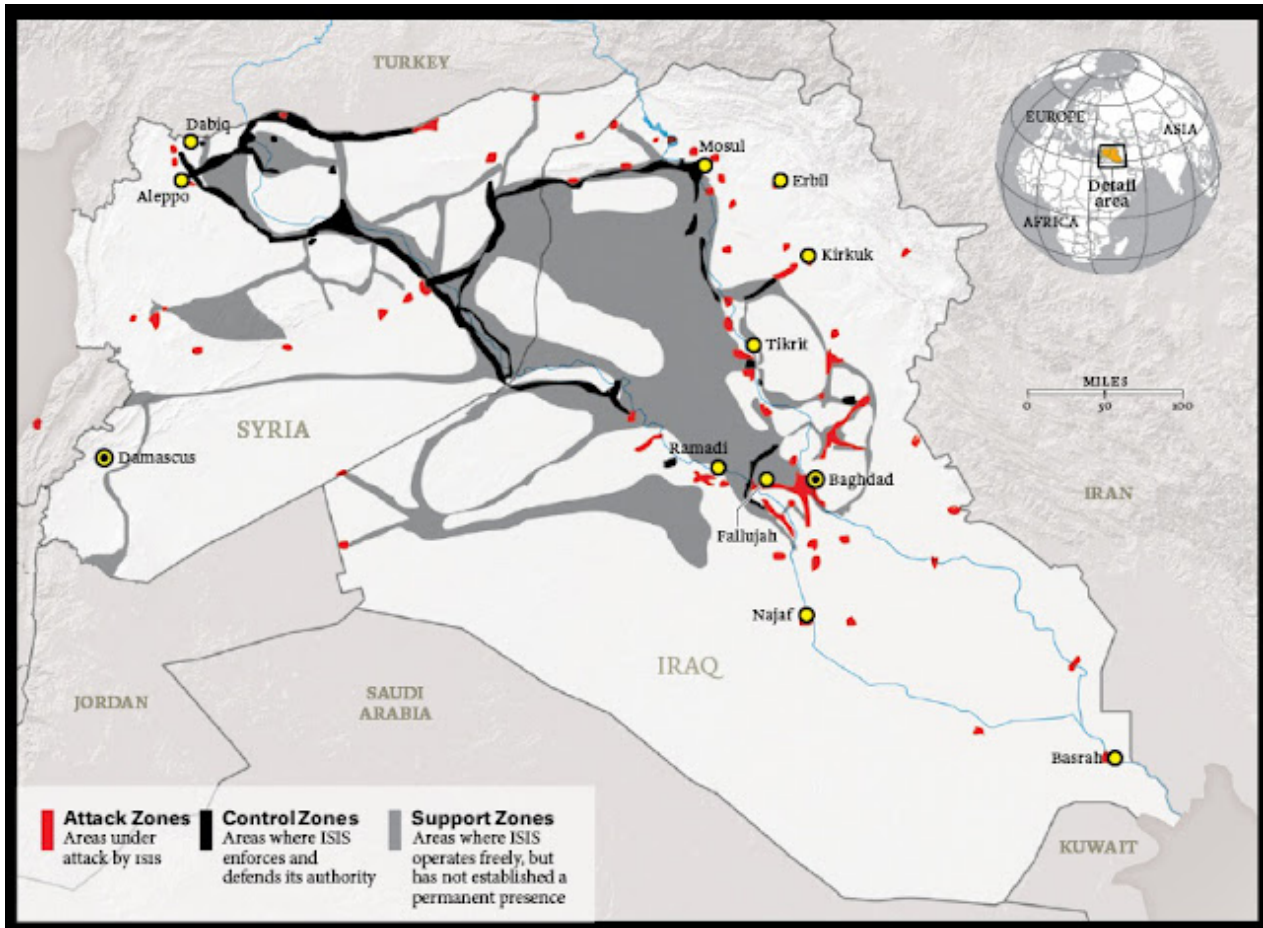 TURKEY
EUROPE
ASIA
Detail
area
AFRICA
Dabiq
Mosul
Aleppo
Erbil
Kirkuk
Tikrit
MILES
0 50 100
SYRIA
Damascus
Ramadi
Baghdad
IRAN
Fallujah
Najaf
IRAQ
JORDAN
SAUDI
ARABIA
Basrah
KUWAIT
Attack Zones
Areas under
attack by ISIS
Control Zones
Areas where ISIS
enforces and
defends its authority
Support Zones
Areas where ISIS
operates freely, but
has not established a
permanent presence